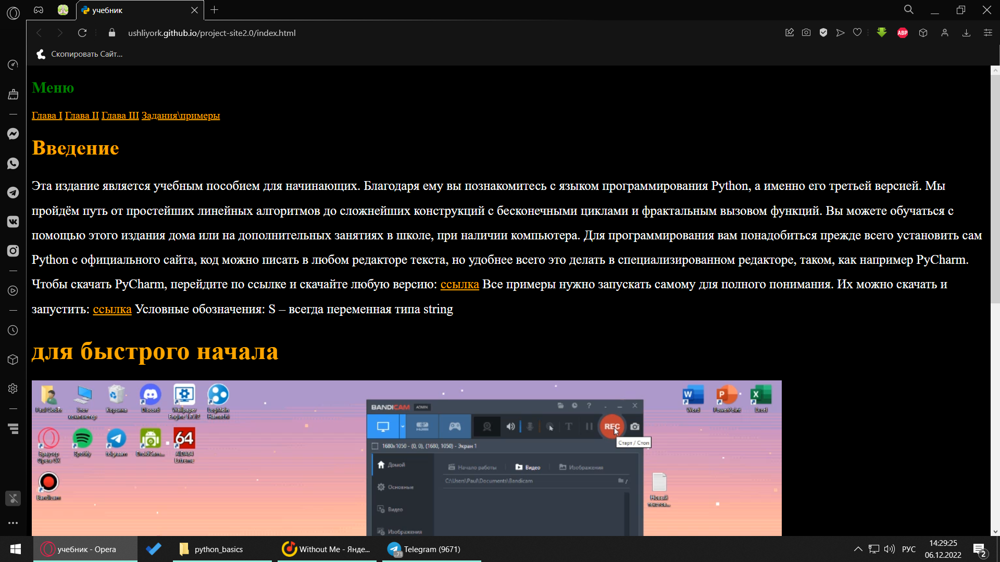 учебник
ushliyork.github.io/project-site2.0/index.html
ABP
Скопировать Сайт...
Меню
Глава I Глава II Глава III Задания\примеры
Введение
Эта издание является учебным пособием для начинающих. Благодаря ему вы познакомитесь с языком программирования Python, а именно его третьей версией. Мы
пройдём путь от простейших линейных алгоритмов до сложнейших конструкций с бесконечными циклами и фрактальным вызовом функций. Вы можете обучаться с
помощью этого издания дома или на дополнительных занятиях в школе, при наличии компьютера. Для программирования вам понадобиться прежде всего установить сам
Python с официального сайта, код можно писать в любом редакторе текста, но удобнее всего это делать в специализированном редакторе, таком, как например PyCharm.
Чтобы скачать PyCharm, перейдите по ссылке и скачайте любую версию: ссылка Все примеры нужно запускать самому для полного понимания. Их можно скачать и
запустить: ссылка Условные обозначения: S – всегда переменная типа string
для быстрого начала
PaulCoder Этот компьютер Корзина Discord Wallpaper LogMeIn Hamachi
Word PowerPoint Excel
BANDICAM ADMIN
HDMI
REC
Старт / Стоп
1680x1050 - (0, 0), (1680, 1050) - Экран 1
Браузер Opera GX Spotify Telegram DroidCam... 64 AIDA64 Extreme
Домой
Начало работы Видео Изображения
C:\Users\Paul\Documents\Bandicam
Основные
Bandicam
Видео
Новый текстов...
Изображения
учебник - Opera
python_basics
Without Me - Янде...
..71
Telegram (9671)
РУС
14:29:25
06.12.2022
2